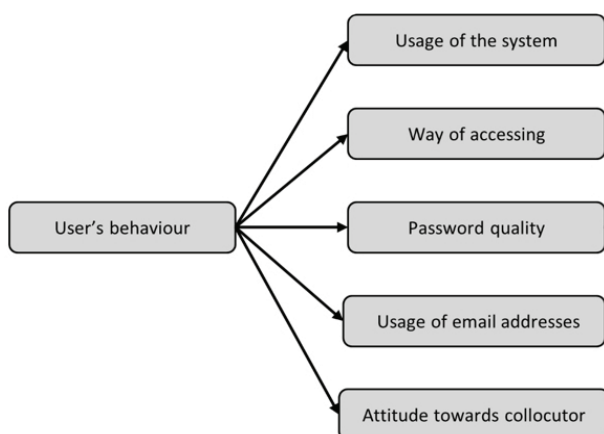 Usage of the system
Way of accessing
User's behaviour
Password quality
Usage of email addresses
Attitude towards collocutor